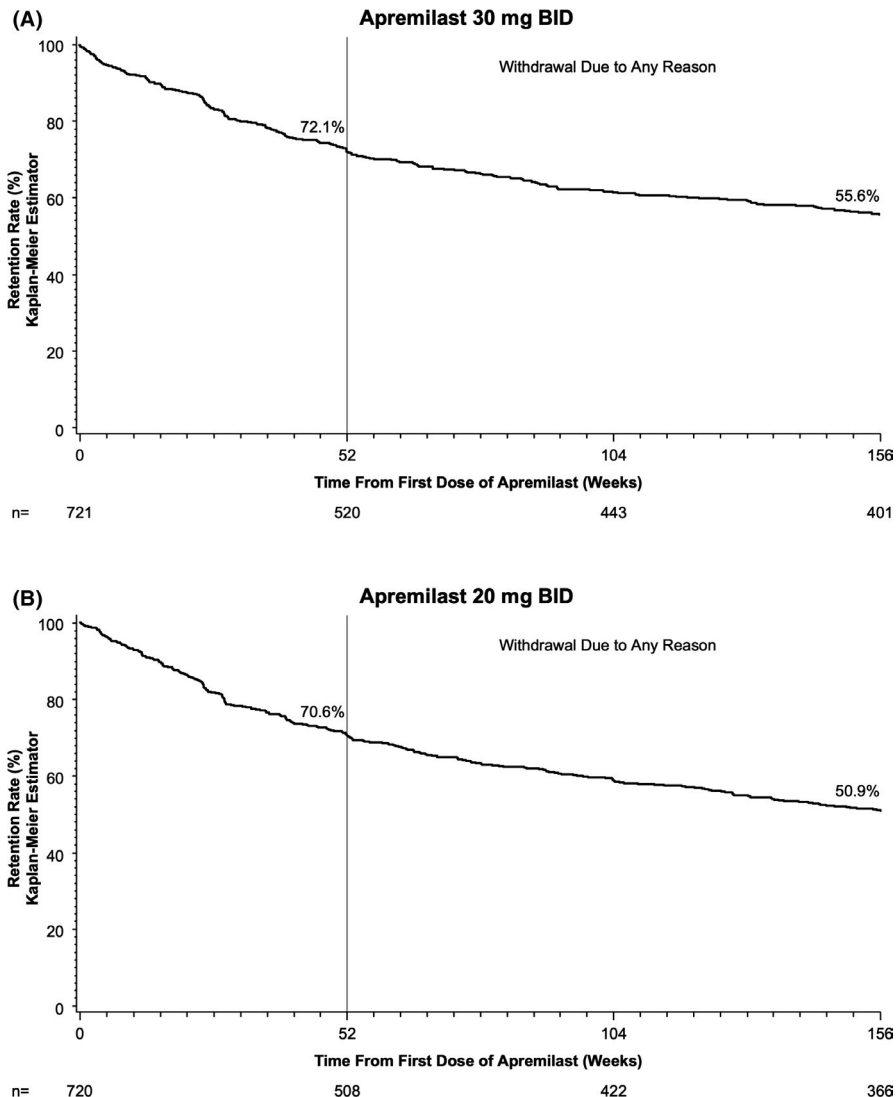 (A)
Apremilast 30 mg BID
Withdrawal Due to Any Reason
Retention Rate (%)
Kaplan-Meier Estimator
100
80
60
40
20
0
72.1%
55.6%
0 52 104 156
Time From First Dose of Apremilast (Weeks)
n= 721 520 443 401
(B)
Apremilast 20 mg BID
Withdrawal Due to Any Reason
Retention Rate (%)
Kaplan-Meier Estimator
100
80
60
40
20
0
70.6%
50.9%
0 52 104 156
Time From First Dose of Apremilast (Weeks)
n= 720 508 422 366